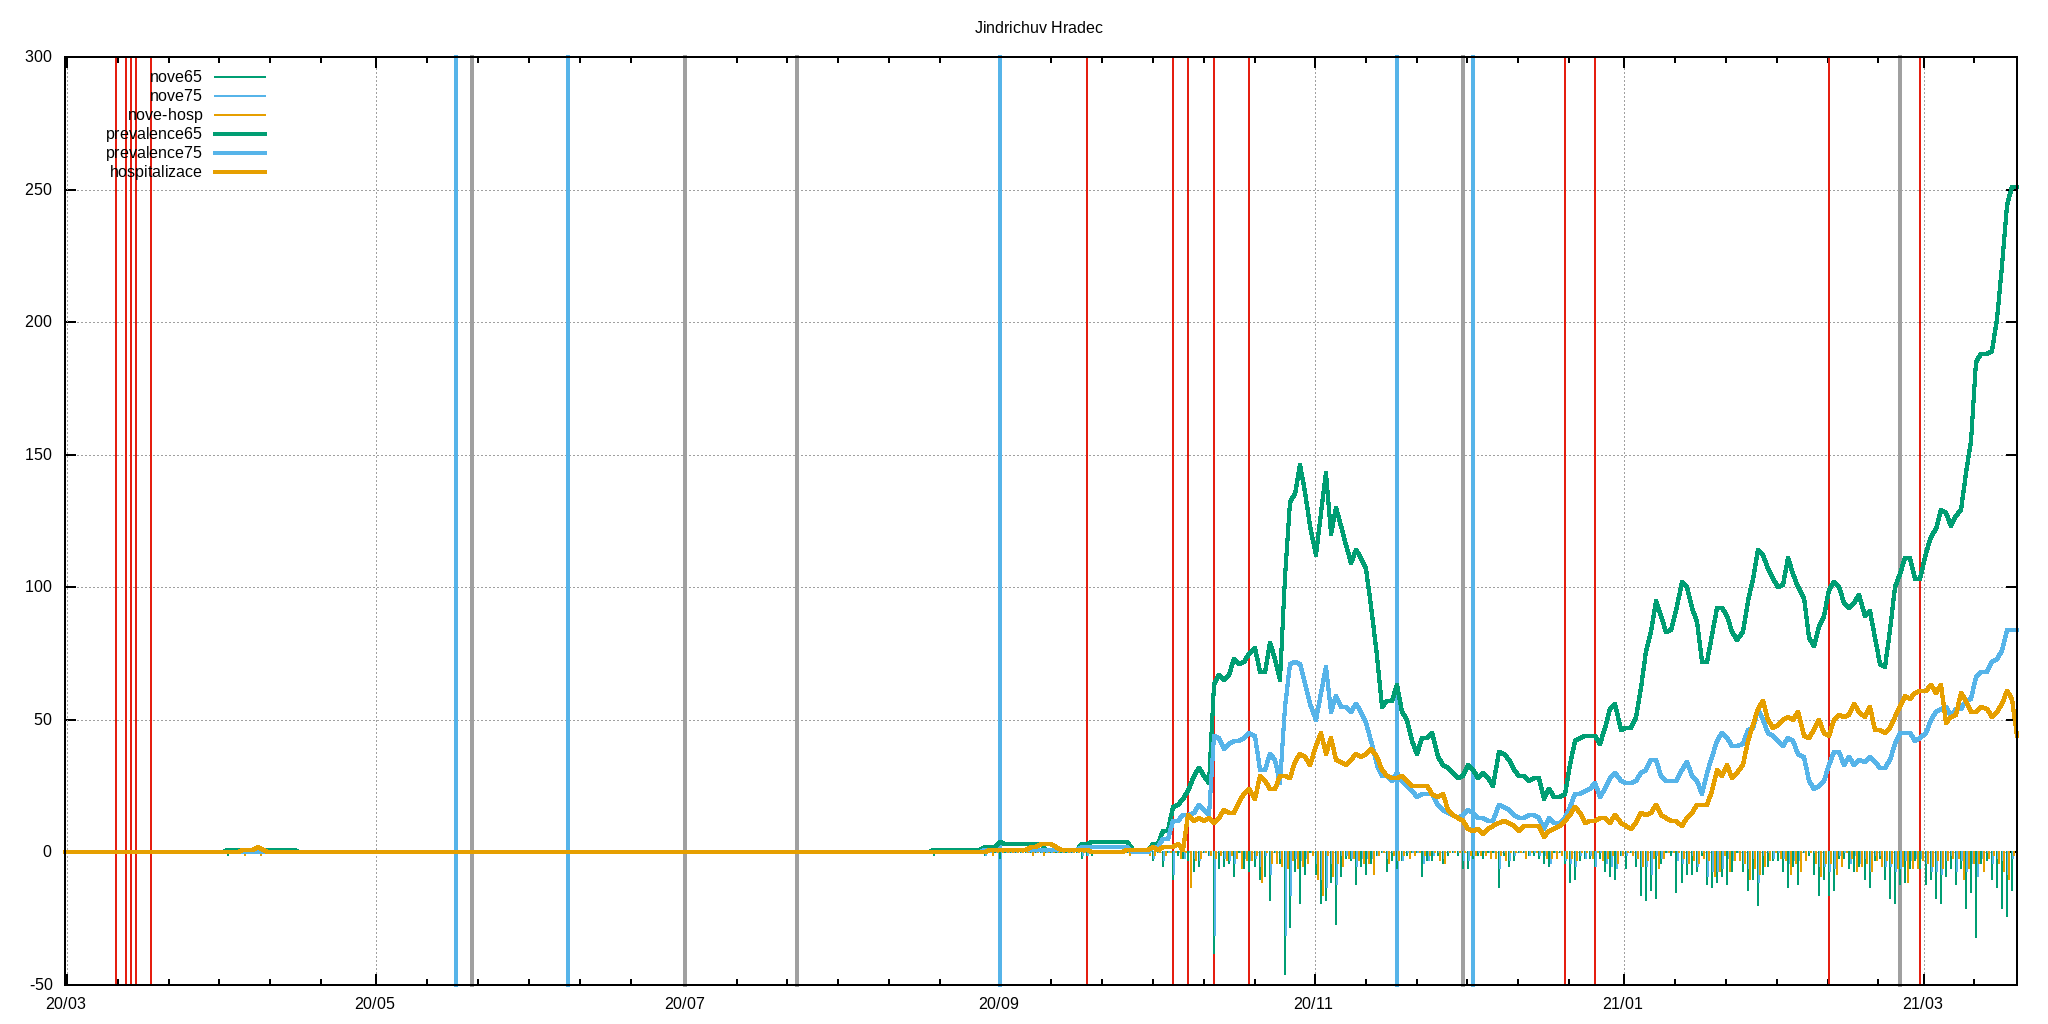 Jindrichuv Hradec
300
250
200
150
100
50
0
-50
nove65
nove75
nove-hosp
prevalence65
prevalence75
hospitalizace
20/03 20/05 20/07 20/09 20/11 21/01 21/03